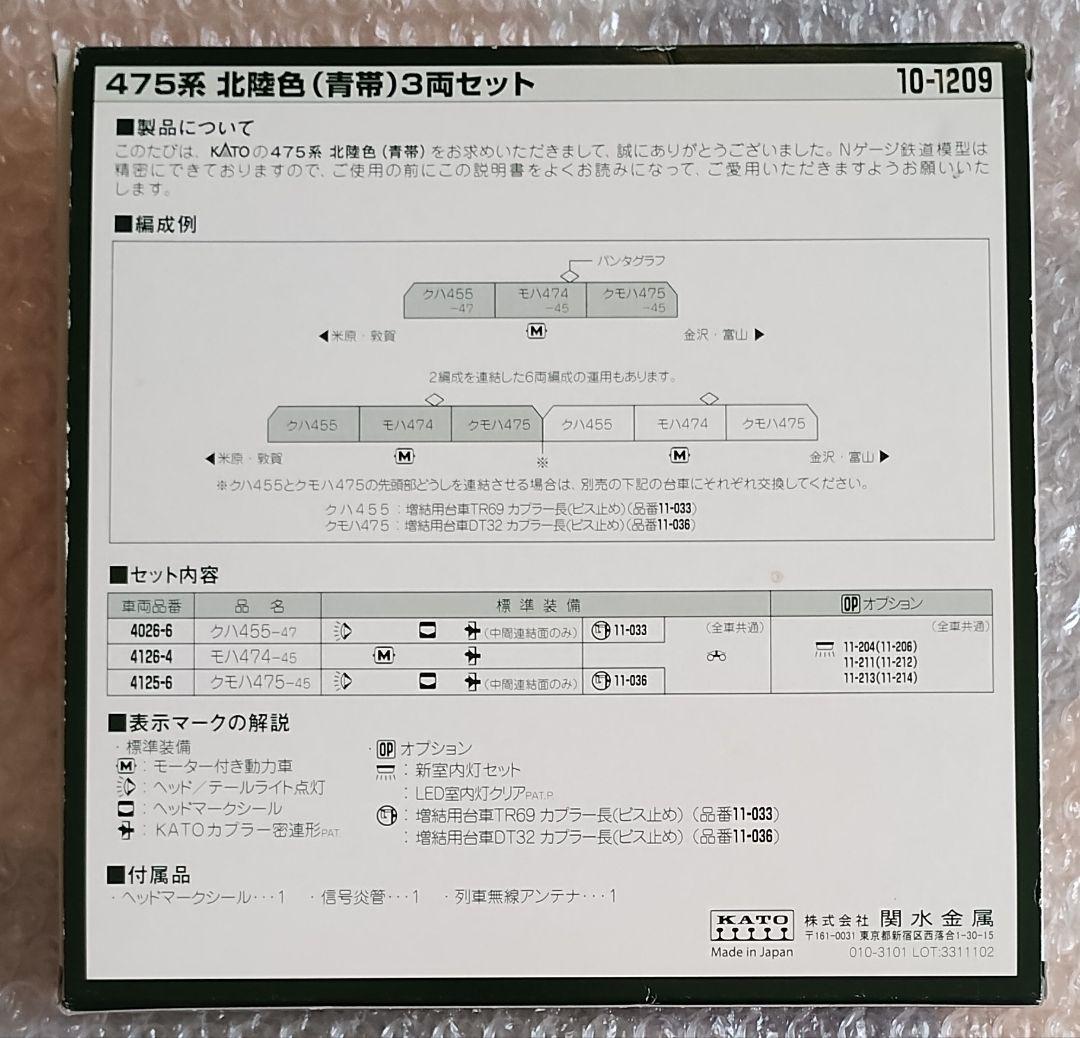 475系 北陸色(青帯)3両セット 10-1209
■製品について
このたびは、KATOの475系 北陸色(青帯)をお求めいただきまして、誠にありがとうございました。Nゲージ鉄道模型は
精密にできておりますので、ご使用の前にこの説明書をよくお読みになって、ご愛用いただきますようお願いいた
します。
■編成例
パンタグラフ
クハ455 モハ474 クモハ475
-47 -45 -45
◀米原・敦賀 M 金沢・富山▶
2編成を連結した6両編成の運用もあります。
クハ455 モハ474 クモハ475 クハ455 モハ474 クモハ475
◀米原・敦賀 M ※ M 金沢・富山▶
※クハ455とクモハ475の先頭部どうしを連結させる場合は、別売の下記の台車にそれぞれ交換してください。
クハ455:増結用台車TR69 カプラー長(ビス止め)(品番11-033)
クモハ475:増結用台車DT32 カプラー長(ビス止め)(品番11-036)
■セット内容
車両品番 品 名 標準装備 OPオプション
4026-6 クハ455-47 (中間連結面のみ) 11-033 (全車共通) (全車共通)
4126-4 モハ474-45 M
4125-6 クモハ475-45 (中間連結面のみ) 11-036
11-204(11-206)
11-211(11-212)
11-213(11-214)
■表示マークの解説
・標準装備
M:モーター付き動力車
:ヘッド/テールライト点灯
:ヘッドマークシール
:KATOカプラー密連形PAT.
・OPオプション
:新室内灯セット
:LED室内灯クリアPAT.P
:増結用台車TR69 カプラー長(ビス止め)(品番11-033)
:増結用台車DT32 カプラー長(ビス止め)(品番11-036)
■付属品
・ヘッドマークシール・・・1 ・信号炎管・・・1 ・列車無線アンテナ・・・1
KATO 株式会社 関水金属
〒161-0031 東京都新宿区西落合1-30-15
Made in Japan 010-3101 LOT:3311102